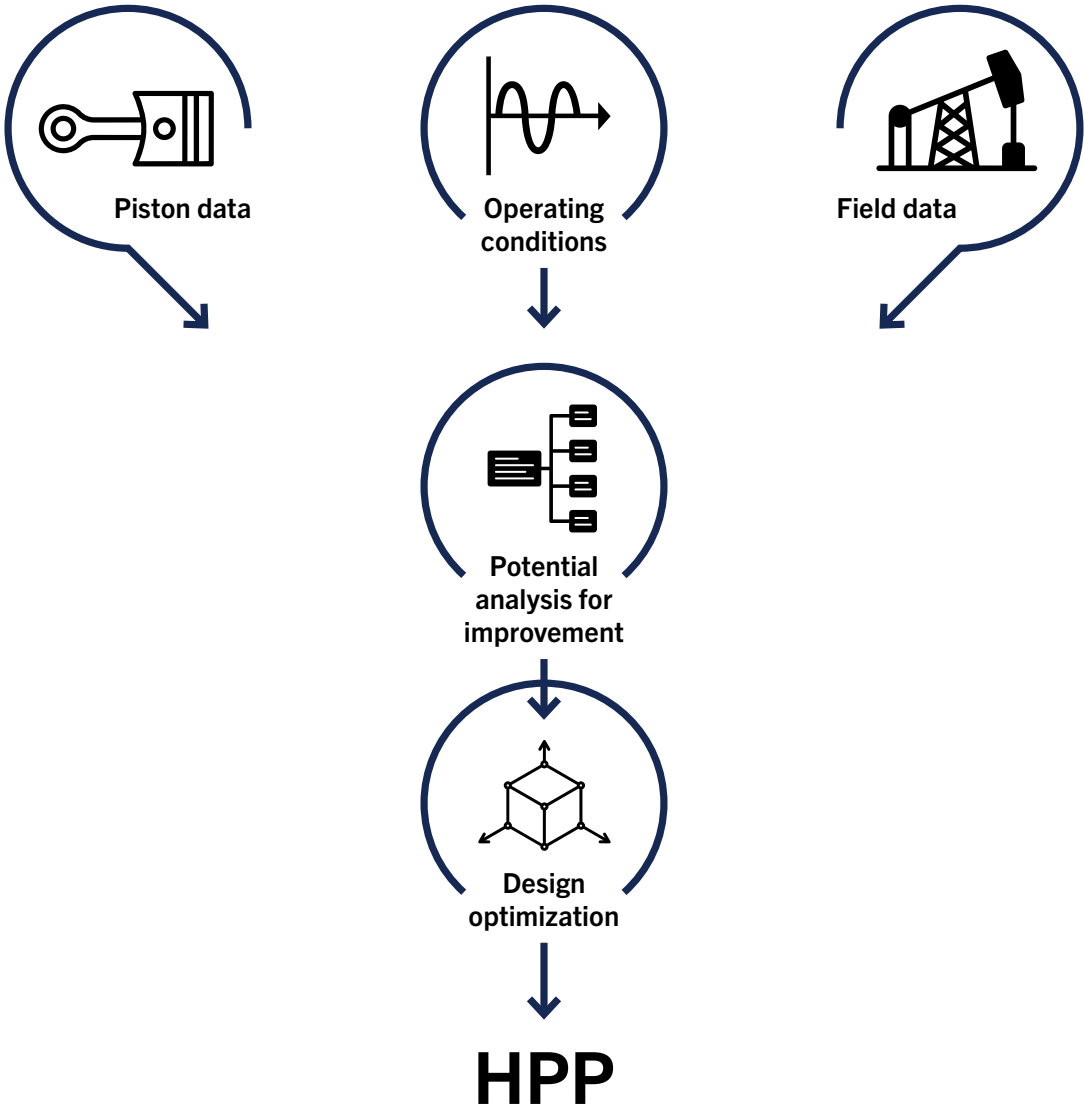 Piston data
Operating
conditions
Field data
Potential
analysis for
improvement
Design
optimization
HPP